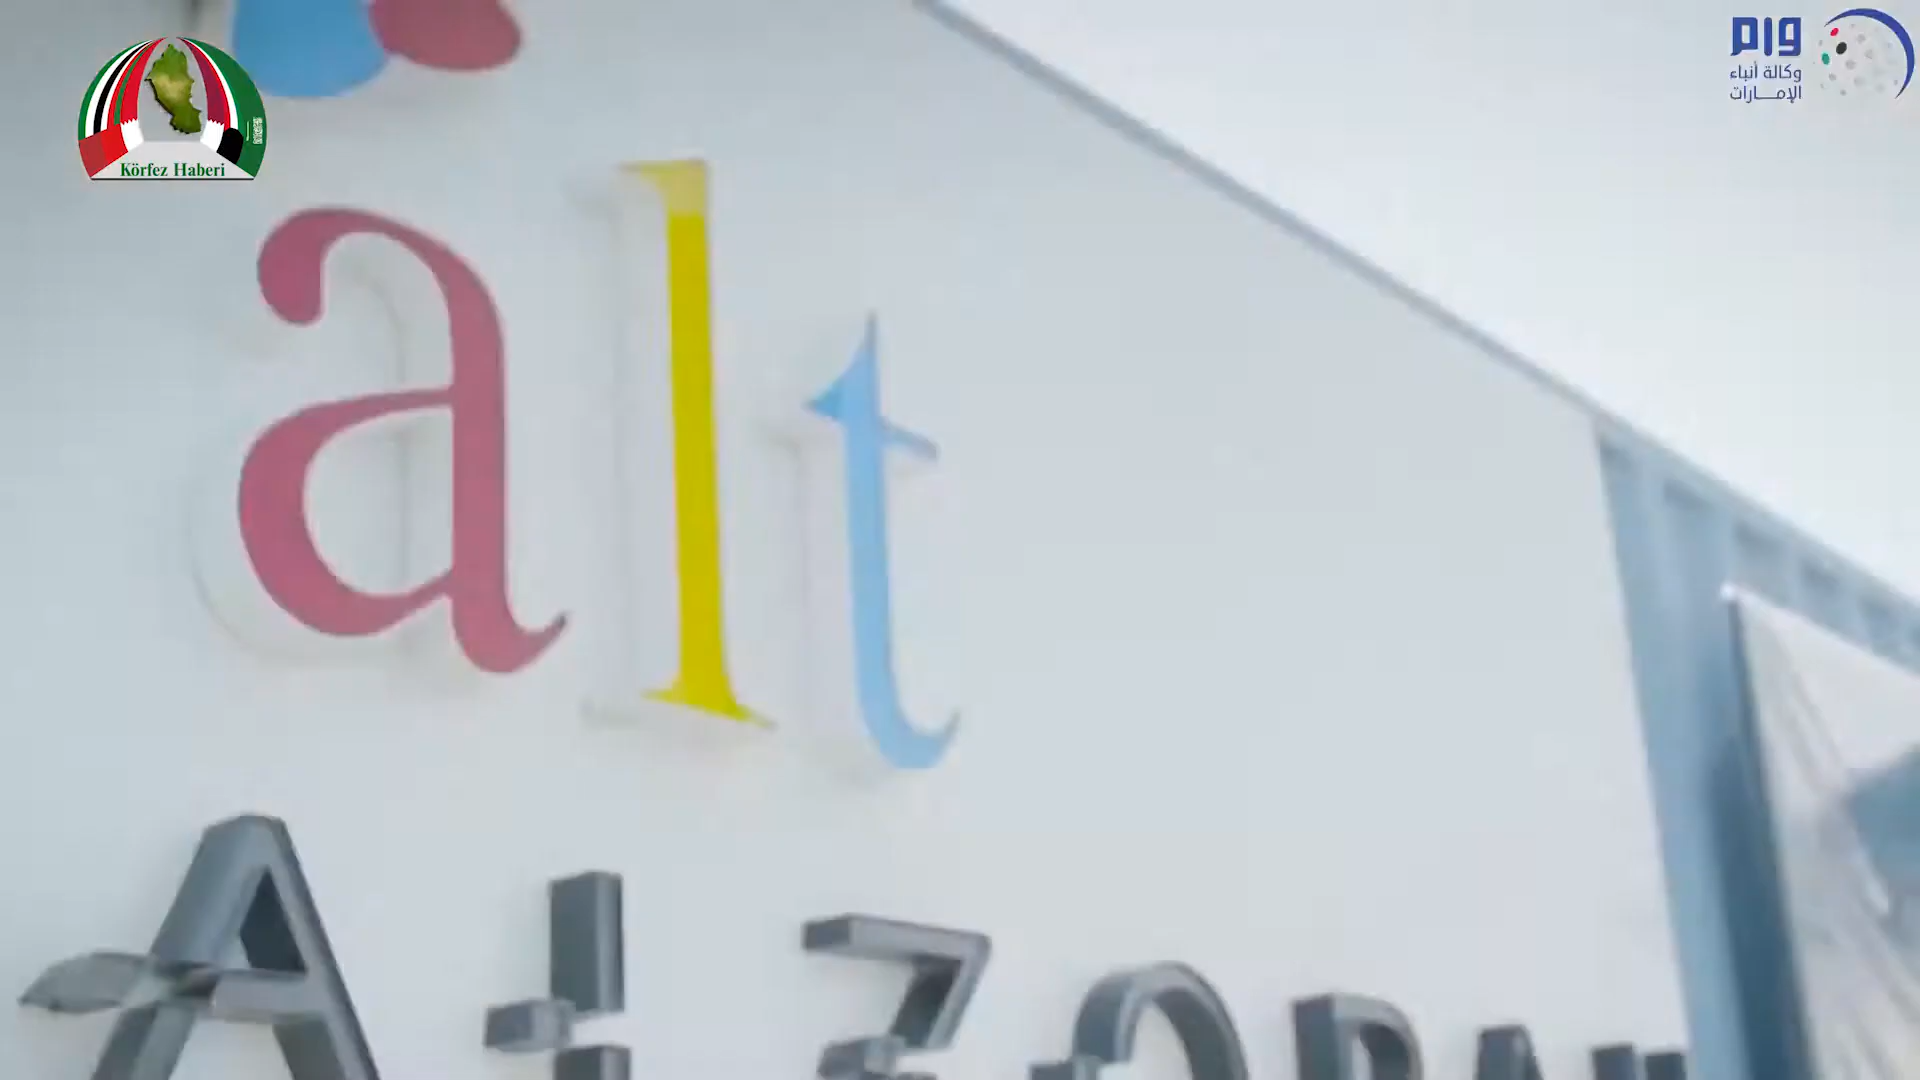 Körfez Haberi
وام
وكالة أنباء
الإمارات
alt